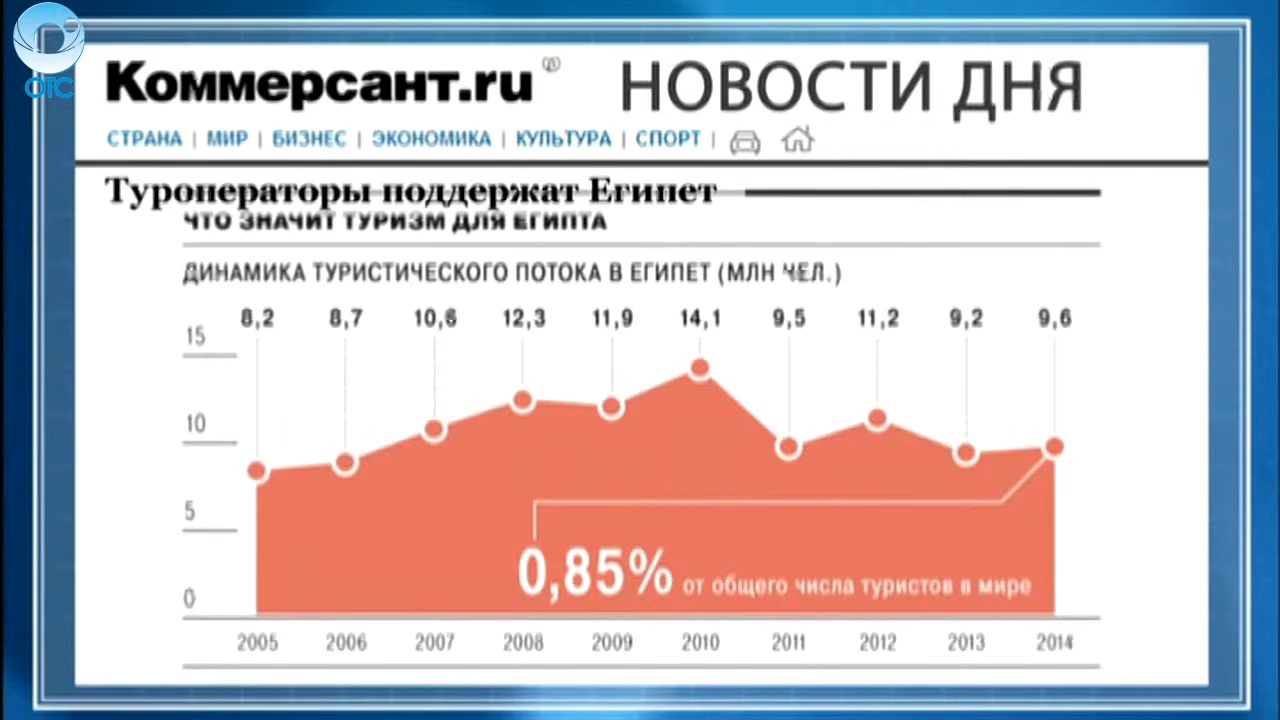 ОТС
Коммерсант.ru НОВОСТИ ДНЯ
СТРАНА | МИР | БИЗНЕС | ЭКОНОМИКА | КУЛЬТУРА | СПОРТ |
Туроператоры поддержат Египет
ЧТО ЗНАЧИТ ТУРИЗМ ДЛЯ ЕГИПТА
ДИНАМИКА ТУРИСТИЧЕСКОГО ПОТОКА В ЕГИПЕТ (МЛН ЧЕЛ.)
8,2 8,7 10,6 12,3 11,9 14,1 9,5 11,2 9,2 9,6
15
10
5
0,85% от общего числа туристов в мире
0
2005 2006 2007 2008 2009 2010 2011 2012 2013 2014